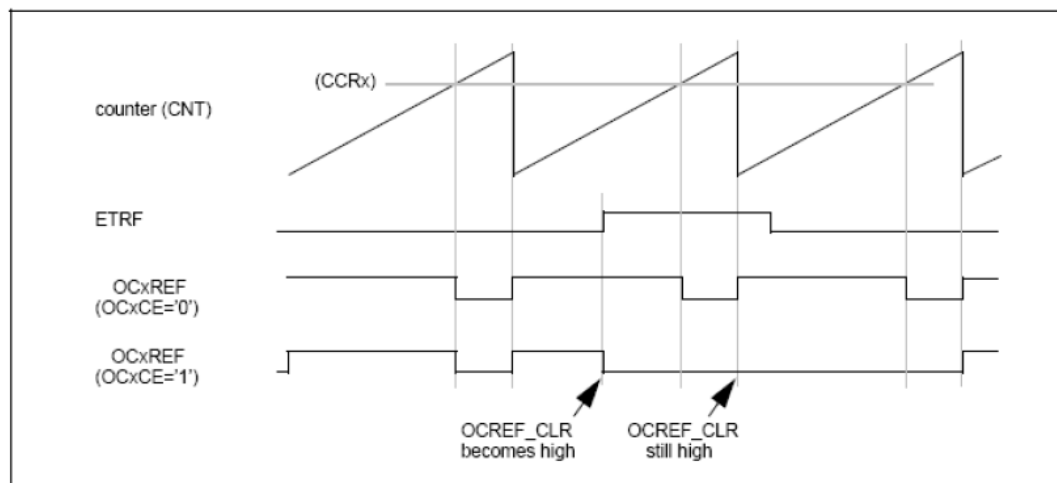 (CCRx)
counter (CNT)
ETRF
OCxREF
(OCxCE='0')
OCxREF
(OCxCE='1')
OCREF_CLR
becomes high
OCREF_CLR
still high